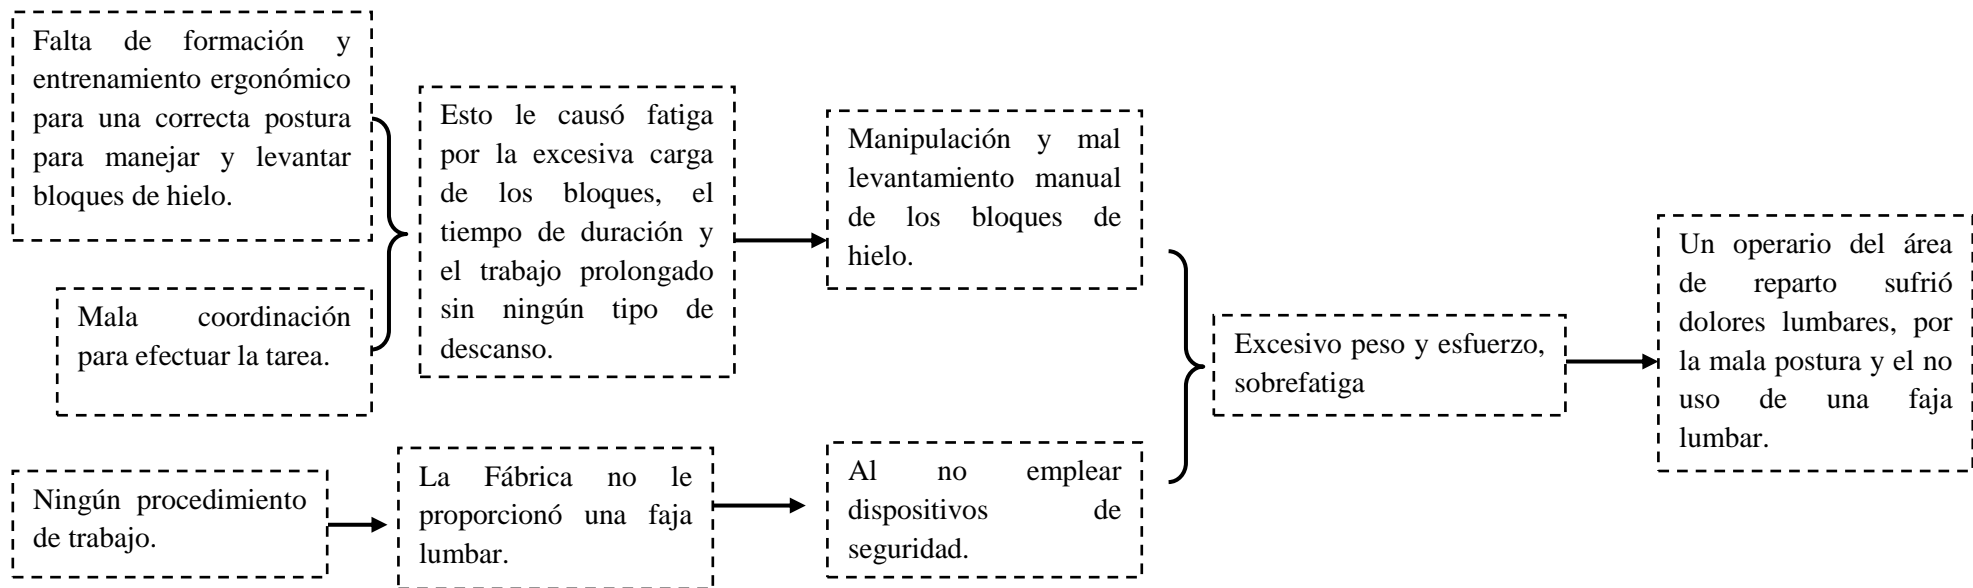 Falta de formación y
entrenamiento ergonómico
para una correcta postura
para manejar y levantar
bloques de hielo.
Mala coordinación
para efectuar la tarea.
Esto le causó fatiga
por la excesiva carga
de los bloques, el
tiempo de duración y
el trabajo prolongado
sin ningún tipo de
descanso.
Manipulación y mal
levantamiento manual
de los bloques de
hielo.
Ningún procedimiento
de trabajo.
La Fábrica no le
proporcionó una faja
lumbar.
Al no emplear
dispositivos de
seguridad.
Excesivo peso y esfuerzo,
sobrefatiga
Un operario del área
de reparto sufrió
dolores lumbares, por
la mala postura y el no
uso de una faja
lumbar.